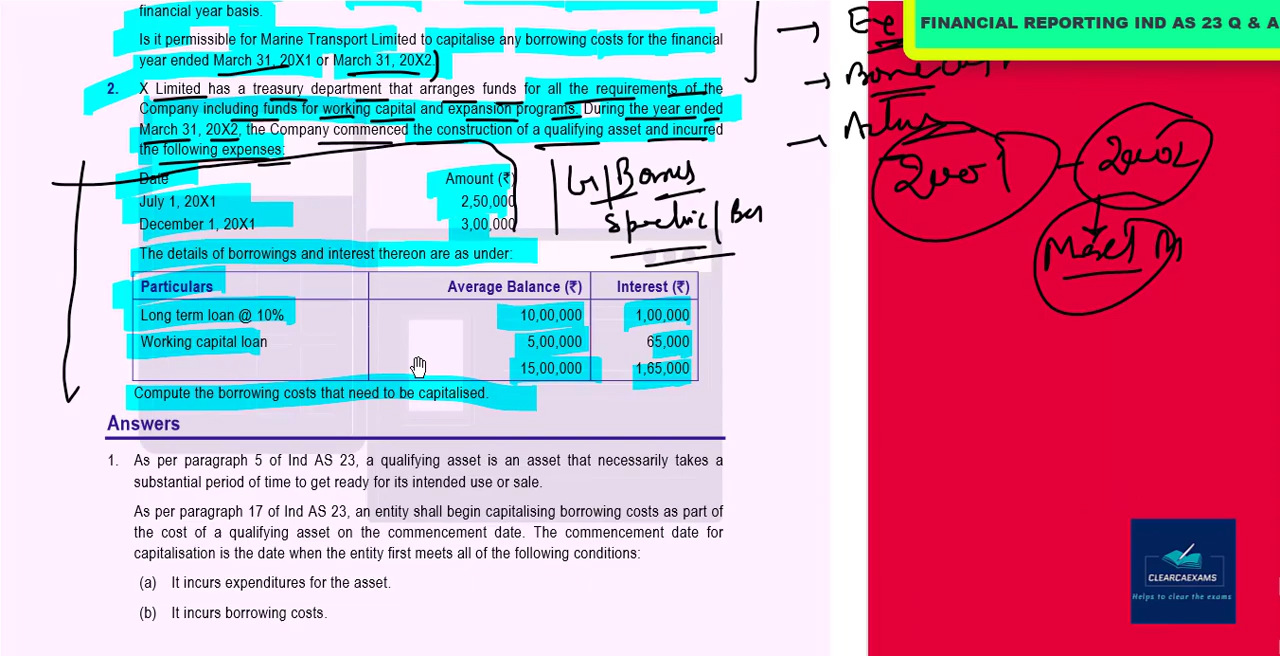 financial year basis.
Is it permissible for Marine Transport Limited to capitalise any borrowing costs for the financial
year ended March 31, 20X1 or March 31, 20X2.
2. X Limited has a treasury department that arranges funds for all the requirements of the
Company including funds for working capital and expansion programs. During the year ended
March 31, 20X2, the Company commenced the construction of a qualifying asset and incurred
the following expenses:
Date Amount (₹)
July 1, 20X1 2,50,000
December 1, 20X1 3,00,000
The details of borrowings and interest thereon are as under:
Particulars Average Balance (₹) Interest (₹)
Long term loan @ 10% 10,00,000 1,00,000
Working capital loan 5,00,000 65,000
15,00,000 1,65,000
Compute the borrowing costs that need to be capitalised.
Answers
1. As per paragraph 5 of Ind AS 23, a qualifying asset is an asset that necessarily takes a
substantial period of time to get ready for its intended use or sale.
As per paragraph 17 of Ind AS 23, an entity shall begin capitalising borrowing costs as part of
the cost of a qualifying asset on the commencement date. The commencement date for
capitalisation is the date when the entity first meets all of the following conditions:
(a) It incurs expenditures for the asset.
(b) It incurs borrowing costs.
FINANCIAL REPORTING IND AS 23 Q & A
CLEARCAEXAMS
Helps to clear the exams